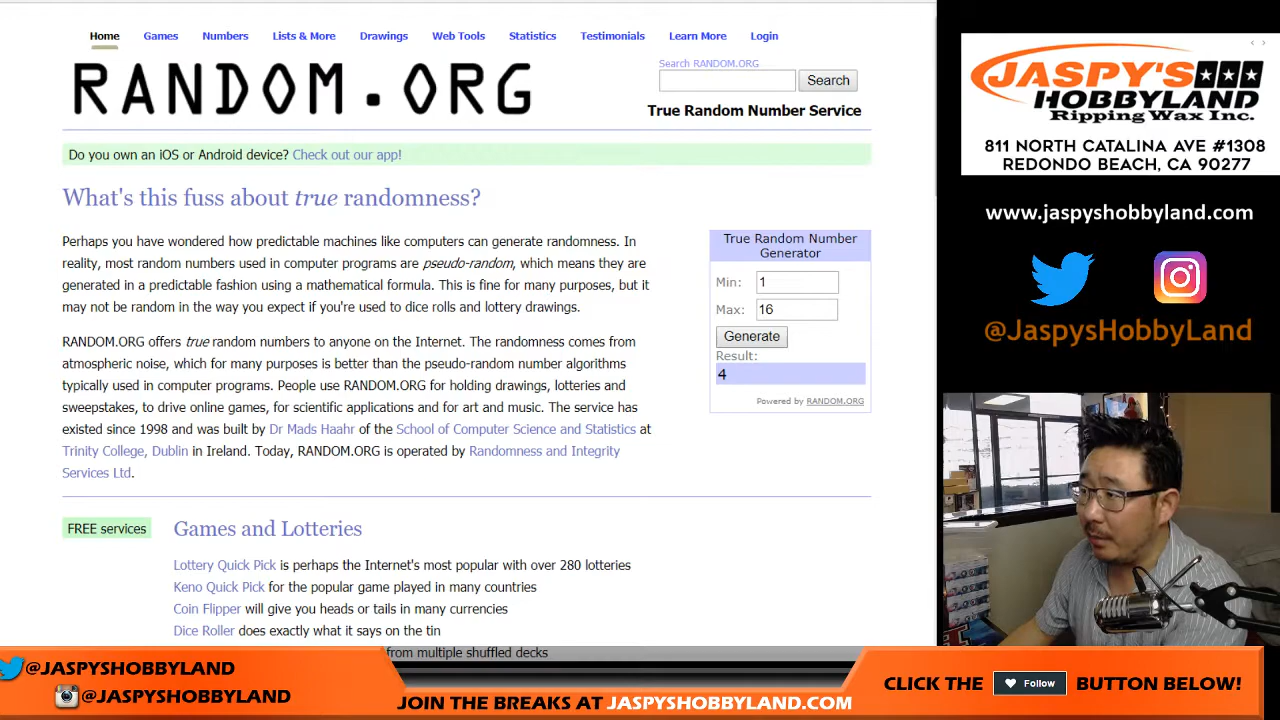 Home Games Numbers Lists & More Drawings Web Tools Statistics Testimonials Learn More Login
RANDOM.ORG
Search RANDOM.ORG
Search
True Random Number Service
Do you own an iOS or Android device? Check out our app!
What's this fuss about true randomness?
Perhaps you have wondered how predictable machines like computers can generate randomness. In
reality, most random numbers used in computer programs are pseudo-random, which means they are
generated in a predictable fashion using a mathematical formula. This is fine for many purposes, but it
may not be random in the way you expect if you're used to dice rolls and lottery drawings.
RANDOM.ORG offers true random numbers to anyone on the Internet. The randomness comes from
atmospheric noise, which for many purposes is better than the pseudo-random number algorithms
typically used in computer programs. People use RANDOM.ORG for holding drawings, lotteries and
sweepstakes, to drive online games, for scientific applications and for art and music. The service has
existed since 1998 and was built by Dr Mads Haahr of the School of Computer Science and Statistics at
Trinity College, Dublin in Ireland. Today, RANDOM.ORG is operated by Randomness and Integrity
Services Ltd.
True Random Number
Generator
Min: 1
Max: 16
Generate
Result:
4
Powered by RANDOM.ORG
FREE services
Games and Lotteries
Lottery Quick Pick is perhaps the Internet's most popular with over 280 lotteries
Keno Quick Pick for the popular game played in many countries
Coin Flipper will give you heads or tails in many currencies
Dice Roller does exactly what it says on the tin
from multiple shuffled decks
JASPY'S
HOBBYLAND
Ripping Wax Inc.
811 NORTH CATALINA AVE #1308
REDONDO BEACH, CA 90277
www.jaspyshobbyland.com
@JaspysHobbyLand
@JASPYSHOBBYLAND
@JASPYSHOBBYLAND
JOIN THE BREAKS AT JASPYSHOBBYLAND.COM
CLICK THE Follow BUTTON BELOW!